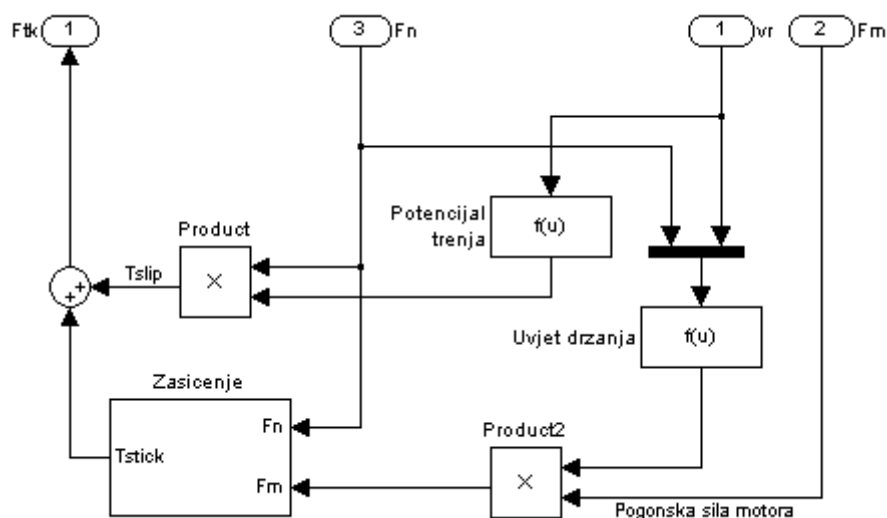 Ftk 1
3 Fn
1 vr
2 Fm
Potencijal
trenja
f(u)
Product
×
Tslip
+
+
Uvjet drzanja
f(u)
Zasicenje
Fn
Tstick
Fm
Product2
×
Pogonska sila motora